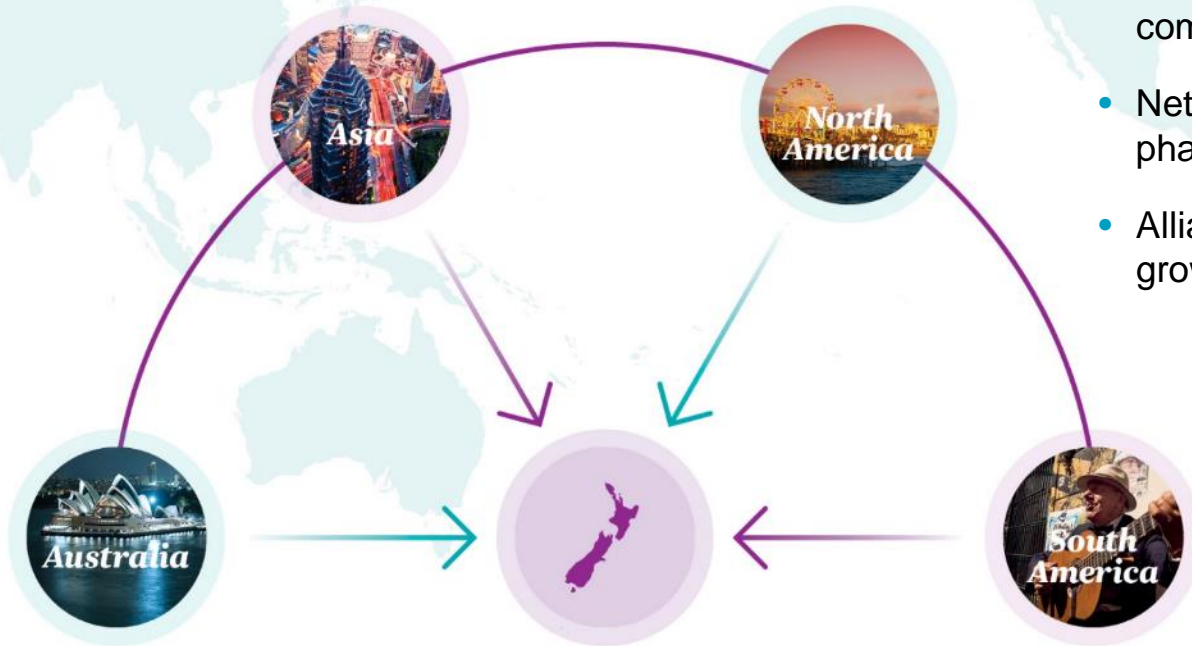 com
Net
pha
Allia
grov
Asia
North
America
Australia
South
America